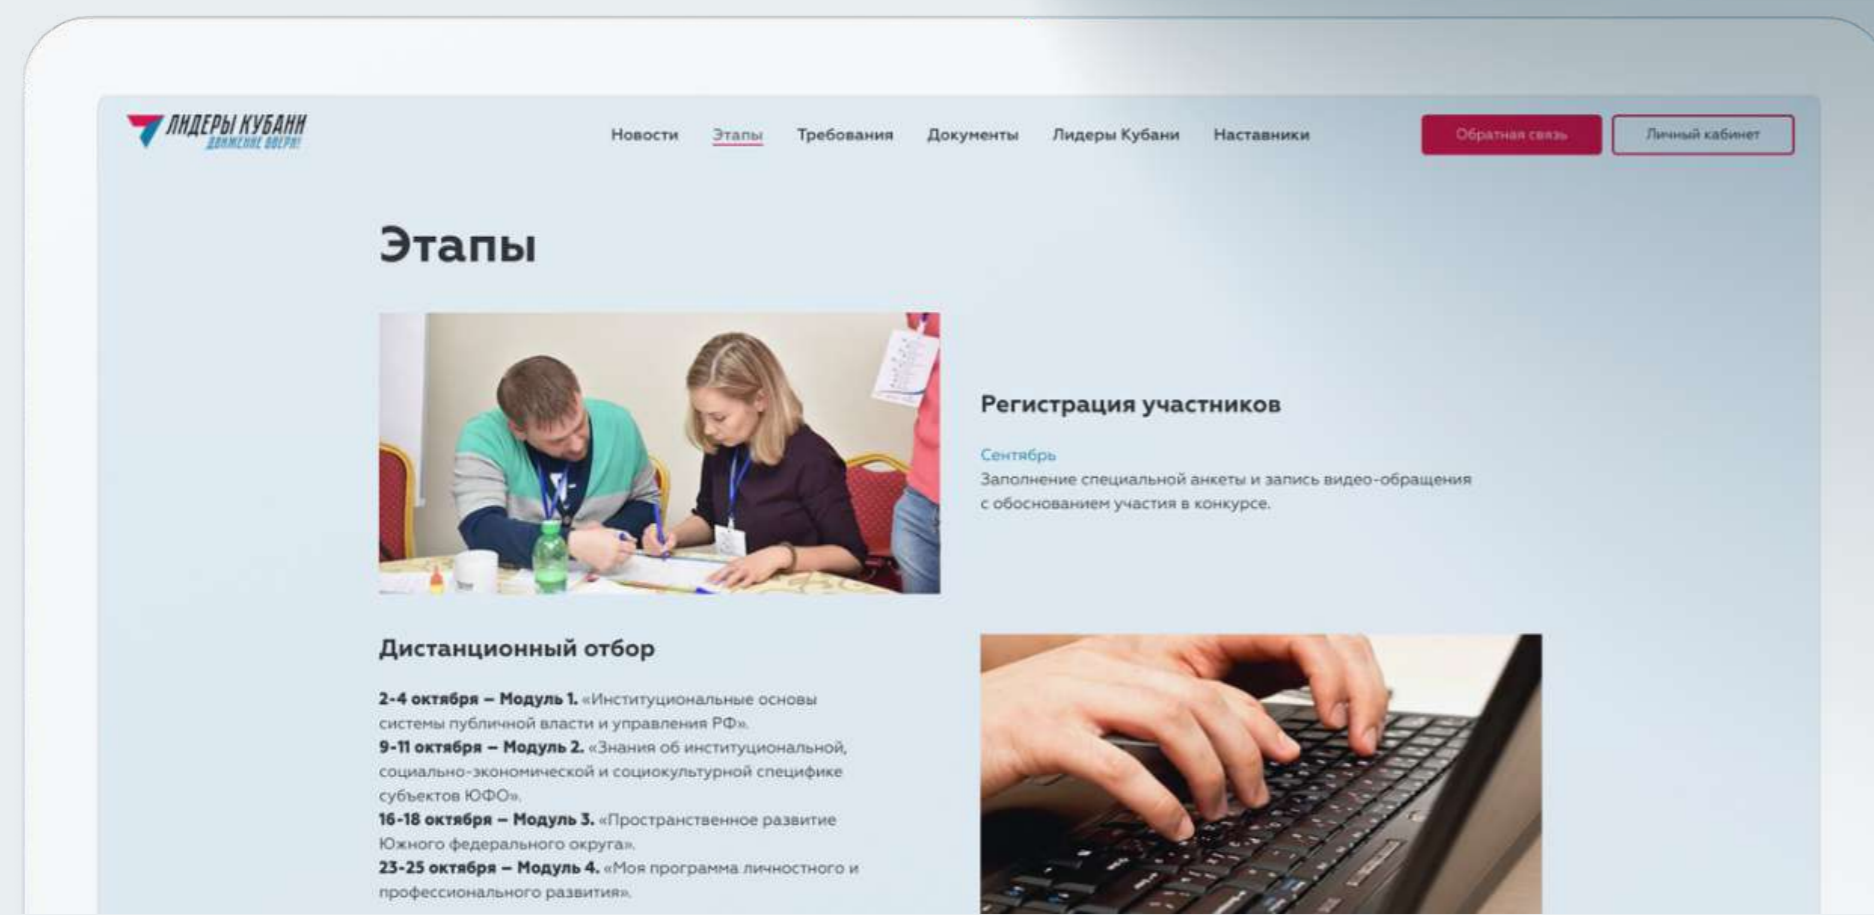 ЛИДЕРЫ КУБАНИ
ДВИЖЕНИЕ ВВЕРХ!
Новости
Этапы
Требования
Документы
Лидеры Кубани
Наставники
Обратная связь
Личный кабинет
Этапы
Регистрация участников
Сентябрь
Заполнение специальной анкеты и запись видео-обращения
с обоснованием участия в конкурсе.
Дистанционный отбор
2-4 октября – Модуль 1. «Институциональные основы
системы публичной власти и управления РФ».
9-11 октября – Модуль 2. «Знания об институциональной,
социально-экономической и социокультурной специфике
субъектов ЮФО».
16-18 октября – Модуль 3. «Пространственное развитие
Южного федерального округа».
23-25 октября – Модуль 4. «Моя программа личностного и
профессионального развития».